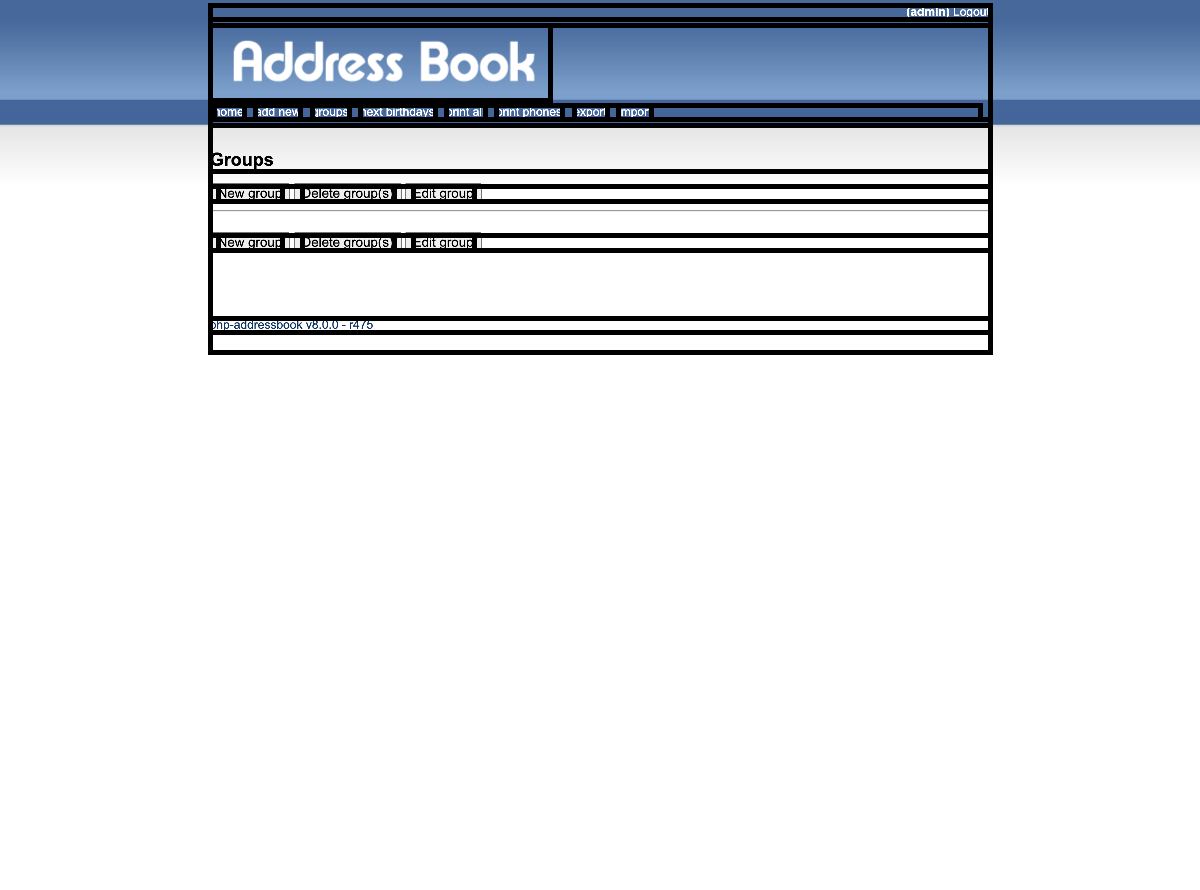 (admin) Logout
Address Book
home add new groups next birthdays print all print phones export import
Groups
New group Delete group(s) Edit group
New group Delete group(s) Edit group
php-addressbook v8.0.0 - r475